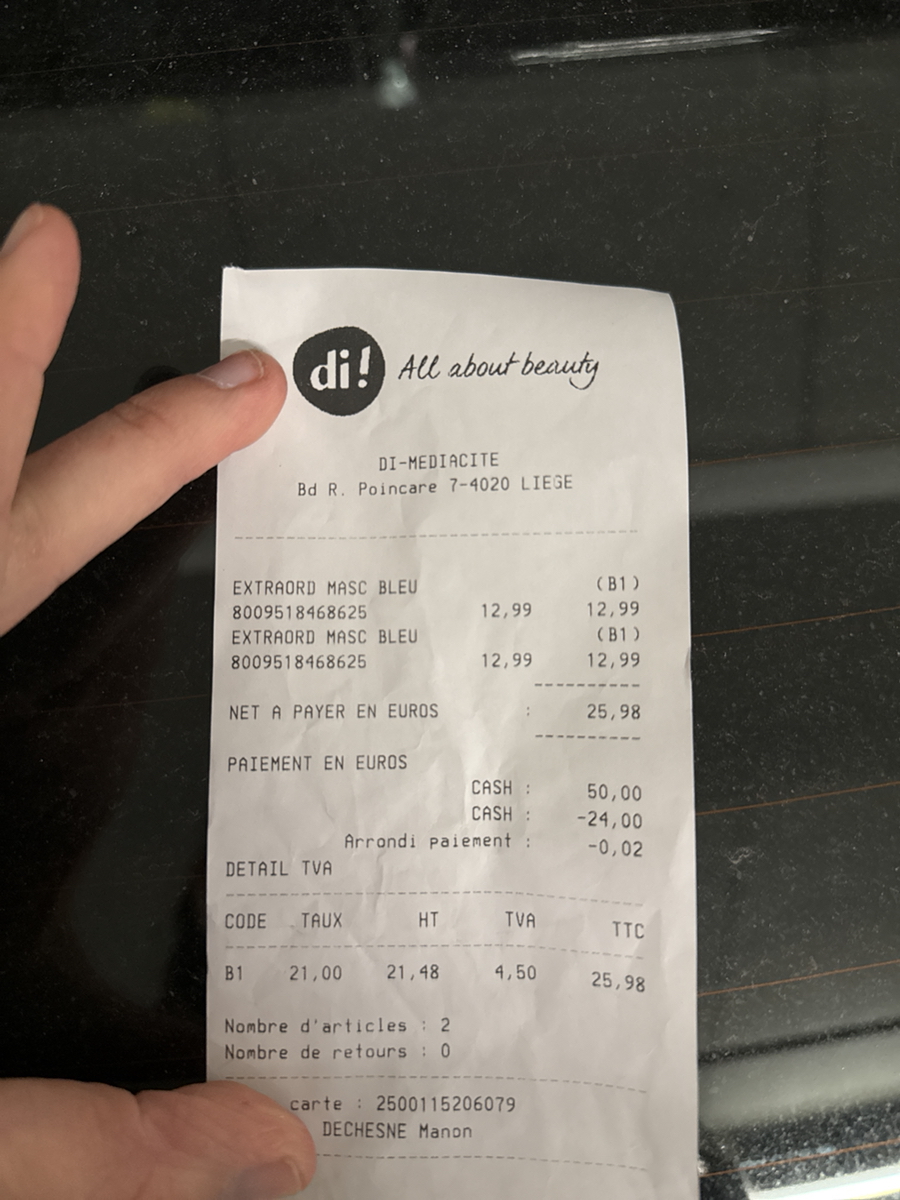 di! All about beauty
DI-MEDIACITE
Bd R. Poincare 7-4020 LIEGE
EXTRAORD MASC BLEU (B1)
8009518468625 12,99 12,99
EXTRAORD MASC BLEU (B1)
8009518468625 12,99 12,99
NET A PAYER EN EUROS : 25,98
PAIEMENT EN EUROS
CASH : 50,00
CASH : -24,00
Arrondi paiement : -0,02
DETAIL TVA
CODE TAUX HT TVA TTC
B1 21,00 21,48 4,50 25,98
Nombre d'articles : 2
Nombre de retours : 0
carte : 2500115206079
DECHESNE Manon